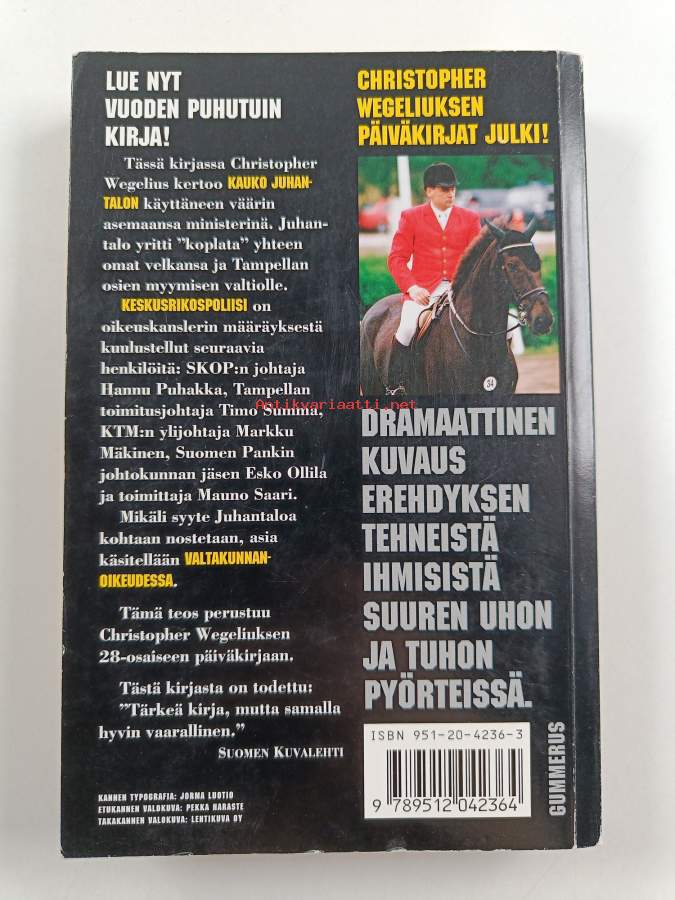 LUE NYT
VUODEN PUHUTUIN
KIRJA!
Tässä kirjassa Christopher
Wegelius kertoo KAUKO JUHAN-
TALON käyttäneen väärin
asemaansa ministerinä. Juhan-
talo yritti ”koplata” yhteen
omat velkansa ja Tampellan
osien myymisen valtiolle.
KESKUSRIKOSPOLIISI on
oikeuskanslerin määräyksestä
kuulustellut seuraavia
henkilöitä: SKOP:n johtaja
Hannu Puhakka, Tampellan
toimitusjohtaja Timo Summa,
KTM:n ylijohtaja Markku
Mäkinen, Suomen Pankin
johtokunnan jäsen Esko Ollila
ja toimittaja Mauno Saari.
Mikäli syyte Juhantaloa
kohtaan nostetaan, asia
käsitellään VALTAKUNNAN-
OIKEUDESSA.
Tämä teos perustuu
Christopher Wegeliuksen
28-osaiseen päiväkirjaan.
Tästä kirjasta on todettu:
”Tärkeä kirja, mutta samalla
hyvin vaarallinen.”
SUOMEN KUVALEHTI
KANNEN TYPOGRAFIA: JORMA LUOTIO
ETUKANNEN VALOKUVA: PEKKA HARASTE
TAKAKANNEN VALOKUVA: LEHTIKUVA OY
CHRISTOPHER
WEGELIUKSEN
PÄIVÄKIRJAT JULKI!
34
Antikvariaatti.net
DRAMAATTINEN
KUVAUS
EREHDYKSEN
TEHNEISTÄ
IHMISISTÄ
SUUREN UHON
JA TUHON
PYÖRTEISSÄ.
ISBN 951-20-4236-3
9 789512 042364
GUMMERUS